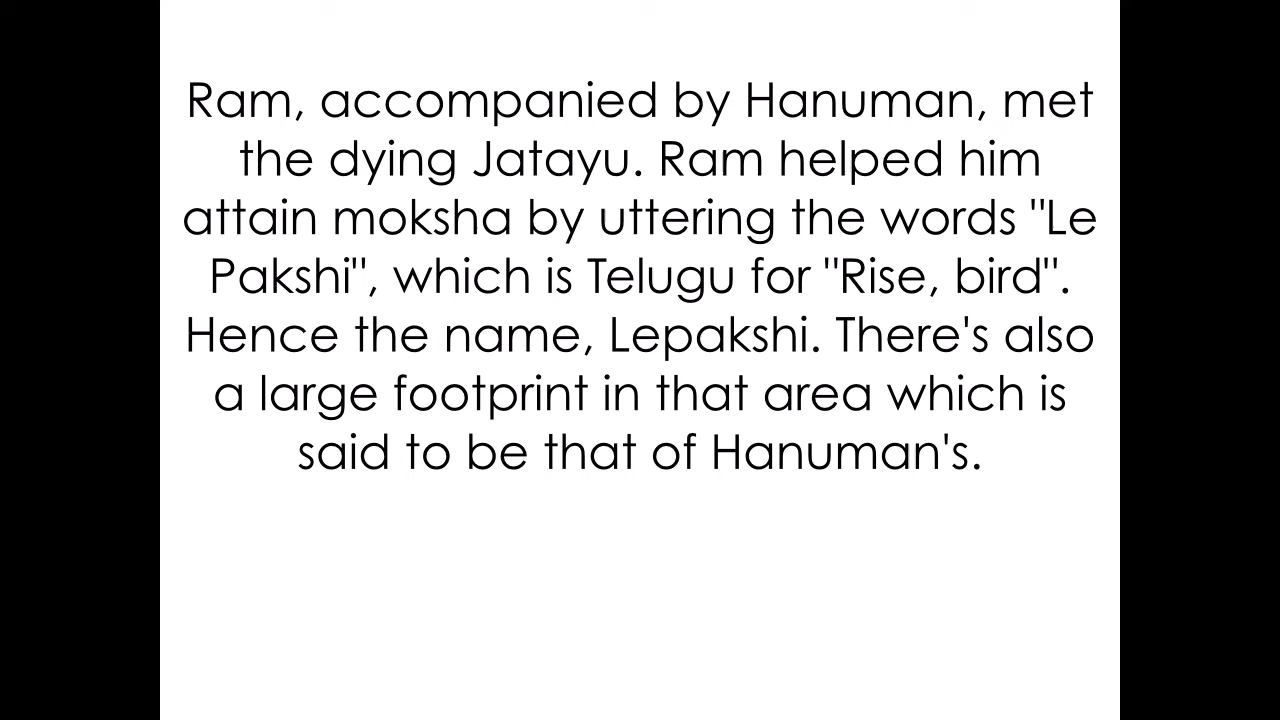 Ram, accompanied by Hanuman, met
the dying Jatayu. Ram helped him
attain moksha by uttering the words "Le
Pakshi", which is Telugu for "Rise, bird".
Hence the name, Lepakshi. There's also
a large footprint in that area which is
said to be that of Hanuman's.